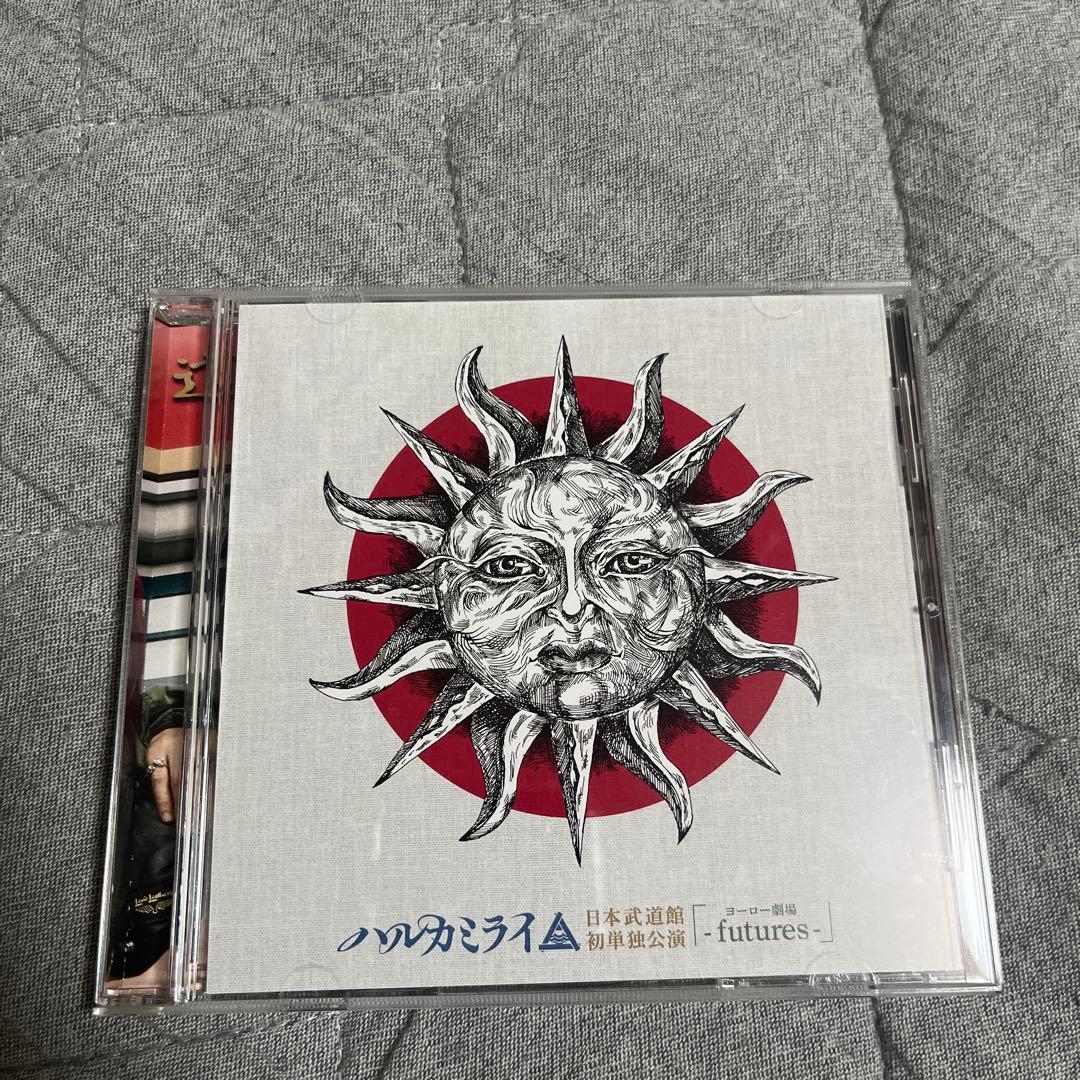 ハルカミライ
日本武道館
初単独公演
「ヨーロー劇場
-futures-」